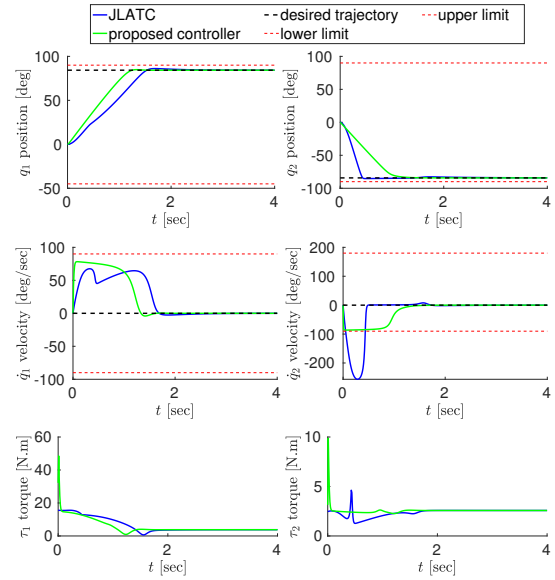 JLATC
desired trajectory
upper limit
proposed controller
lower limit
100
50
0
-50
q₁ position [deg]
0 2 4
t [sec]
100
50
0
-50
-100
q₂ position [deg]
0 2 4
t [sec]
100
50
0
-50
-100
q̇₁ velocity [deg/sec]
0 2 4
t [sec]
200
100
0
-100
-200
q̇₂ velocity [deg/sec]
0 2 4
t [sec]
60
40
20
0
τ₁ torque [N.m]
0 2 4
t [sec]
10
5
0
τ₂ torque [N.m]
0 2 4
t [sec]